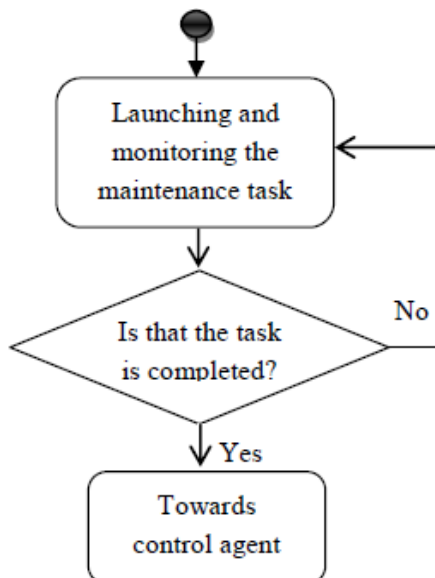 Launching and
monitoring the
maintenance task
No
Is that the task
is completed?
Yes
Towards
control agent